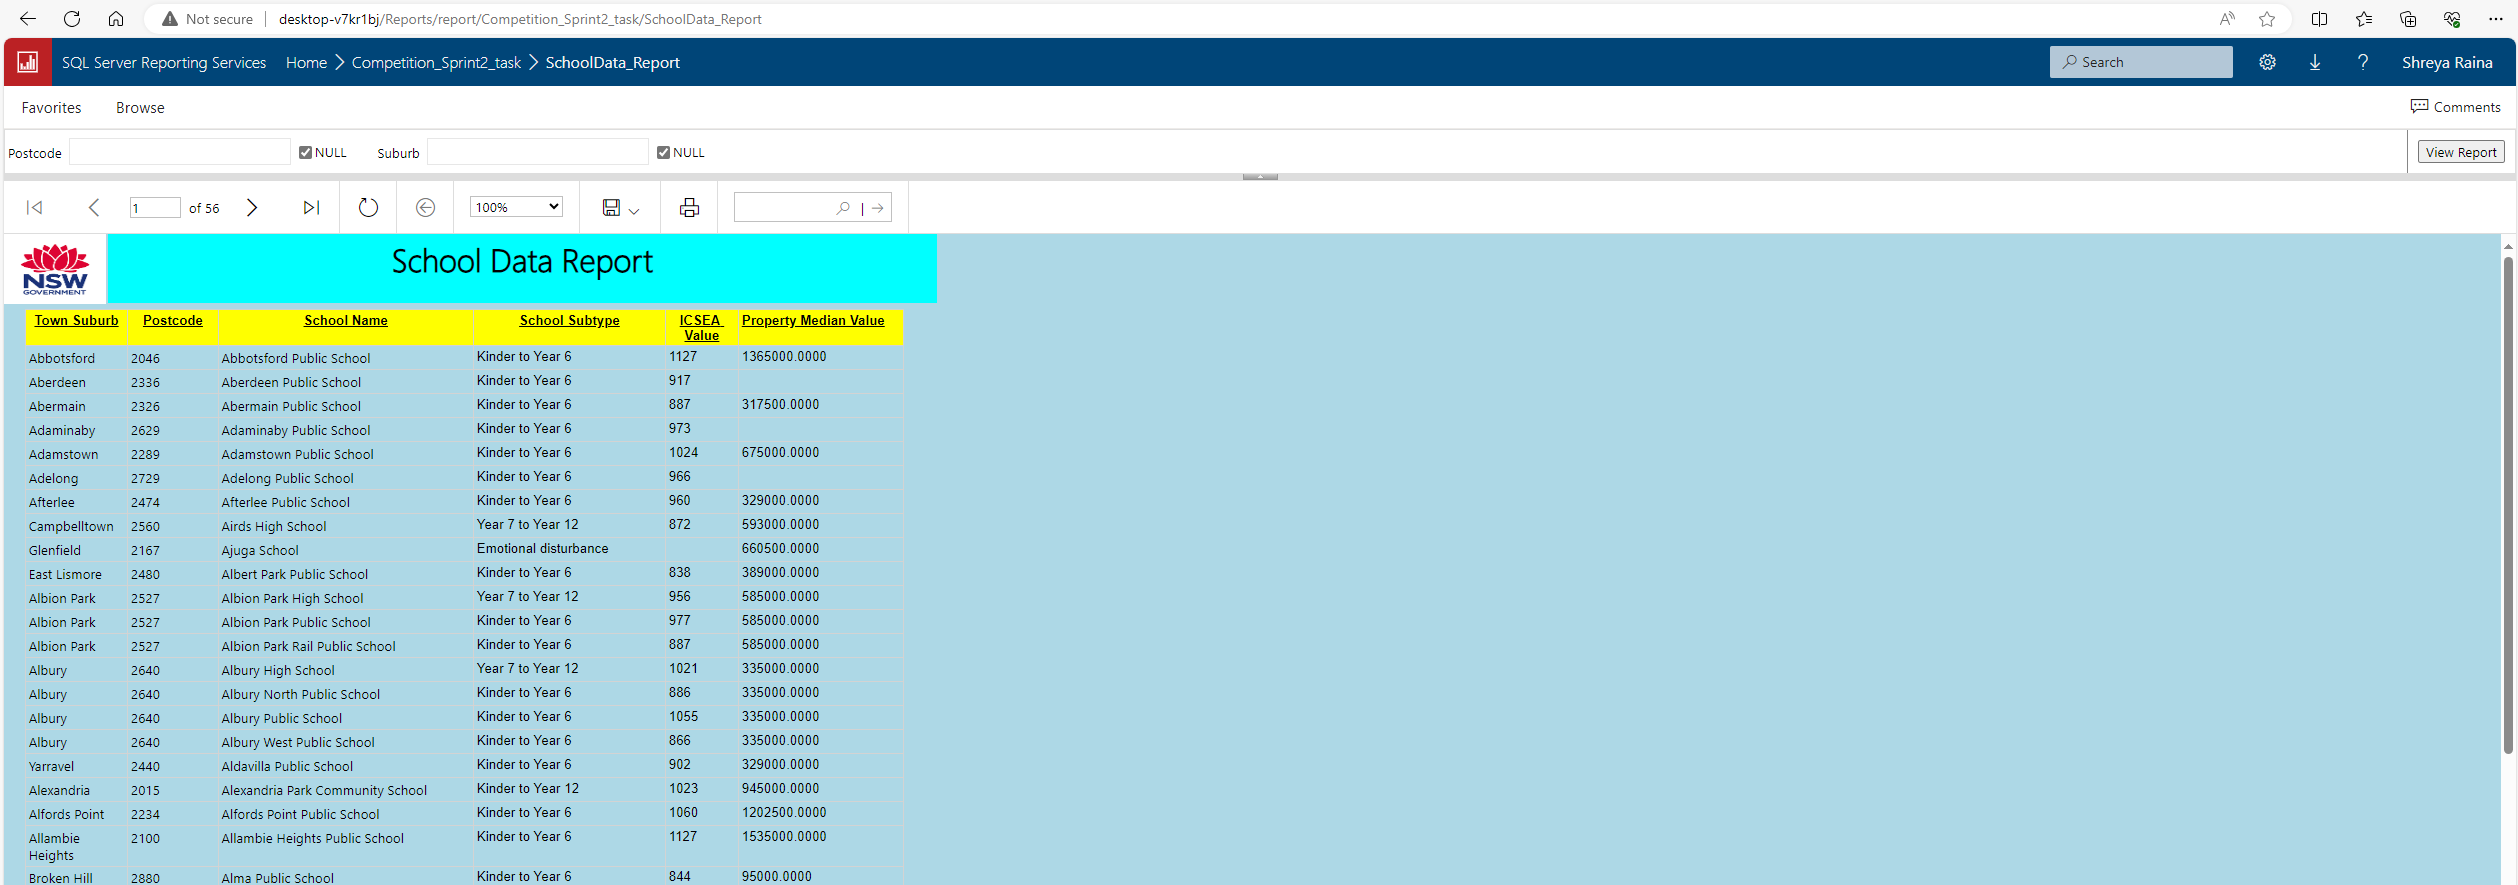 Not secure | desktop-v7kr1bj/Reports/report/Competition_Sprint2_task/SchoolData_Report
SQL Server Reporting Services Home > Competition_Sprint2_task > SchoolData_Report Search ? Shreya Raina
Favorites Browse Comments
Postcode NULL Suburb NULL View Report
1 of 56 100%
NSW GOVERNMENT
School Data Report
Town Suburb Postcode School Name School Subtype ICSEA Value Property Median Value
Abbotsford 2046 Abbotsford Public School Kinder to Year 6 1127 1365000.0000
Aberdeen 2336 Aberdeen Public School Kinder to Year 6 917
Abermain 2326 Abermain Public School Kinder to Year 6 887 317500.0000
Adaminaby 2629 Adaminaby Public School Kinder to Year 6 973
Adamstown 2289 Adamstown Public School Kinder to Year 6 1024 675000.0000
Adelong 2729 Adelong Public School Kinder to Year 6 966
Afterlee 2474 Afterlee Public School Kinder to Year 6 960 329000.0000
Campbelltown 2560 Airds High School Year 7 to Year 12 872 593000.0000
Glenfield 2167 Ajuga School Emotional disturbance 660500.0000
East Lismore 2480 Albert Park Public School Kinder to Year 6 838 389000.0000
Albion Park 2527 Albion Park High School Year 7 to Year 12 956 585000.0000
Albion Park 2527 Albion Park Public School Kinder to Year 6 977 585000.0000
Albion Park 2527 Albion Park Rail Public School Kinder to Year 6 887 585000.0000
Albury 2640 Albury High School Year 7 to Year 12 1021 335000.0000
Albury 2640 Albury North Public School Kinder to Year 6 886 335000.0000
Albury 2640 Albury Public School Kinder to Year 6 1055 335000.0000
Albury 2640 Albury West Public School Kinder to Year 6 866 335000.0000
Yarravel 2440 Aldavilla Public School Kinder to Year 6 902 329000.0000
Alexandria 2015 Alexandria Park Community School Kinder to Year 12 1023 945000.0000
Alfords Point 2234 Alfords Point Public School Kinder to Year 6 1060 1202500.0000
Allambie Heights 2100 Allambie Heights Public School Kinder to Year 6 1127 1535000.0000
Broken Hill 2880 Alma Public School Kinder to Year 6 844 95000.0000